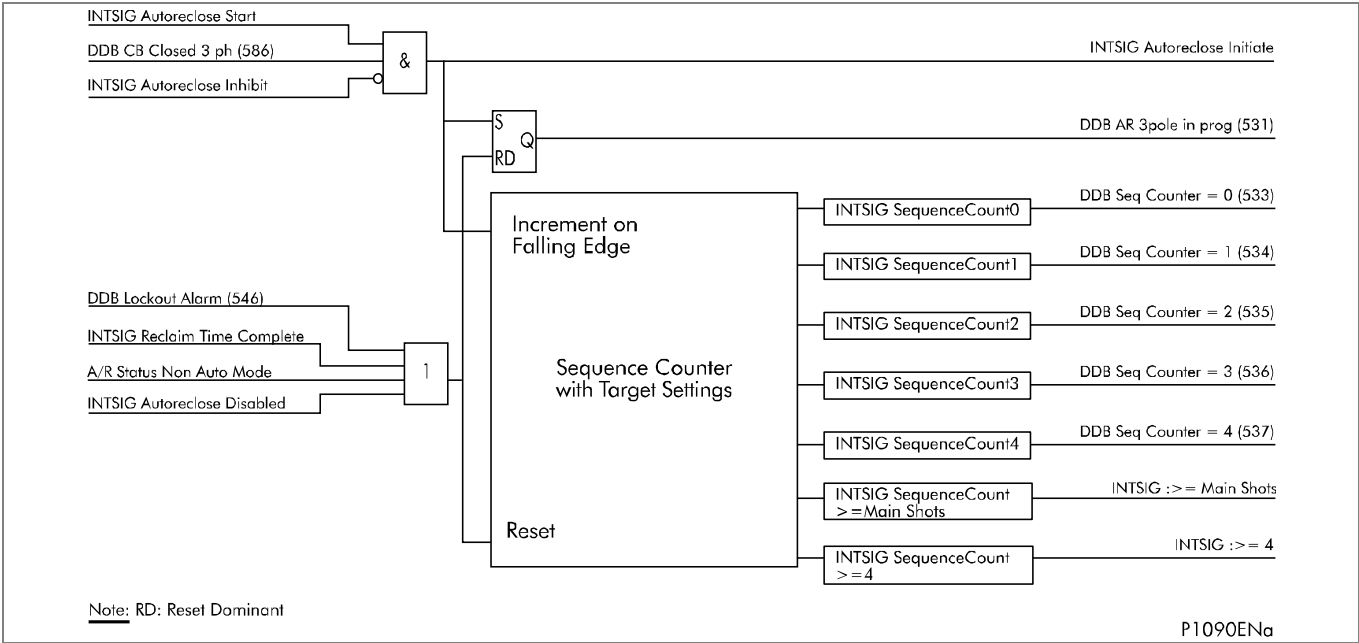 INTSIG Autoreclose Start
DDB CB Closed 3 ph (586)
INTSIG Autoreclose Inhibit
&
INTSIG Autoreclose Initiate
S
Q
RD
DDB AR 3pole in prog (531)
Increment on
Falling Edge
DDB Lockout Alarm (546)
INTSIG Reclaim Time Complete
A/R Status Non Auto Mode
INTSIG Autoreclose Disabled
1
Sequence Counter
with Target Settings
Reset
INTSIG SequenceCount0
DDB Seq Counter = 0 (533)
INTSIG SequenceCount1
DDB Seq Counter = 1 (534)
INTSIG SequenceCount2
DDB Seq Counter = 2 (535)
INTSIG SequenceCount3
DDB Seq Counter = 3 (536)
INTSIG SequenceCount4
DDB Seq Counter = 4 (537)
INTSIG SequenceCount
>=Main Shots
INTSIG :>= Main Shots
INTSIG SequenceCount
>=4
INTSIG :>= 4
Note: RD: Reset Dominant
P1090ENa